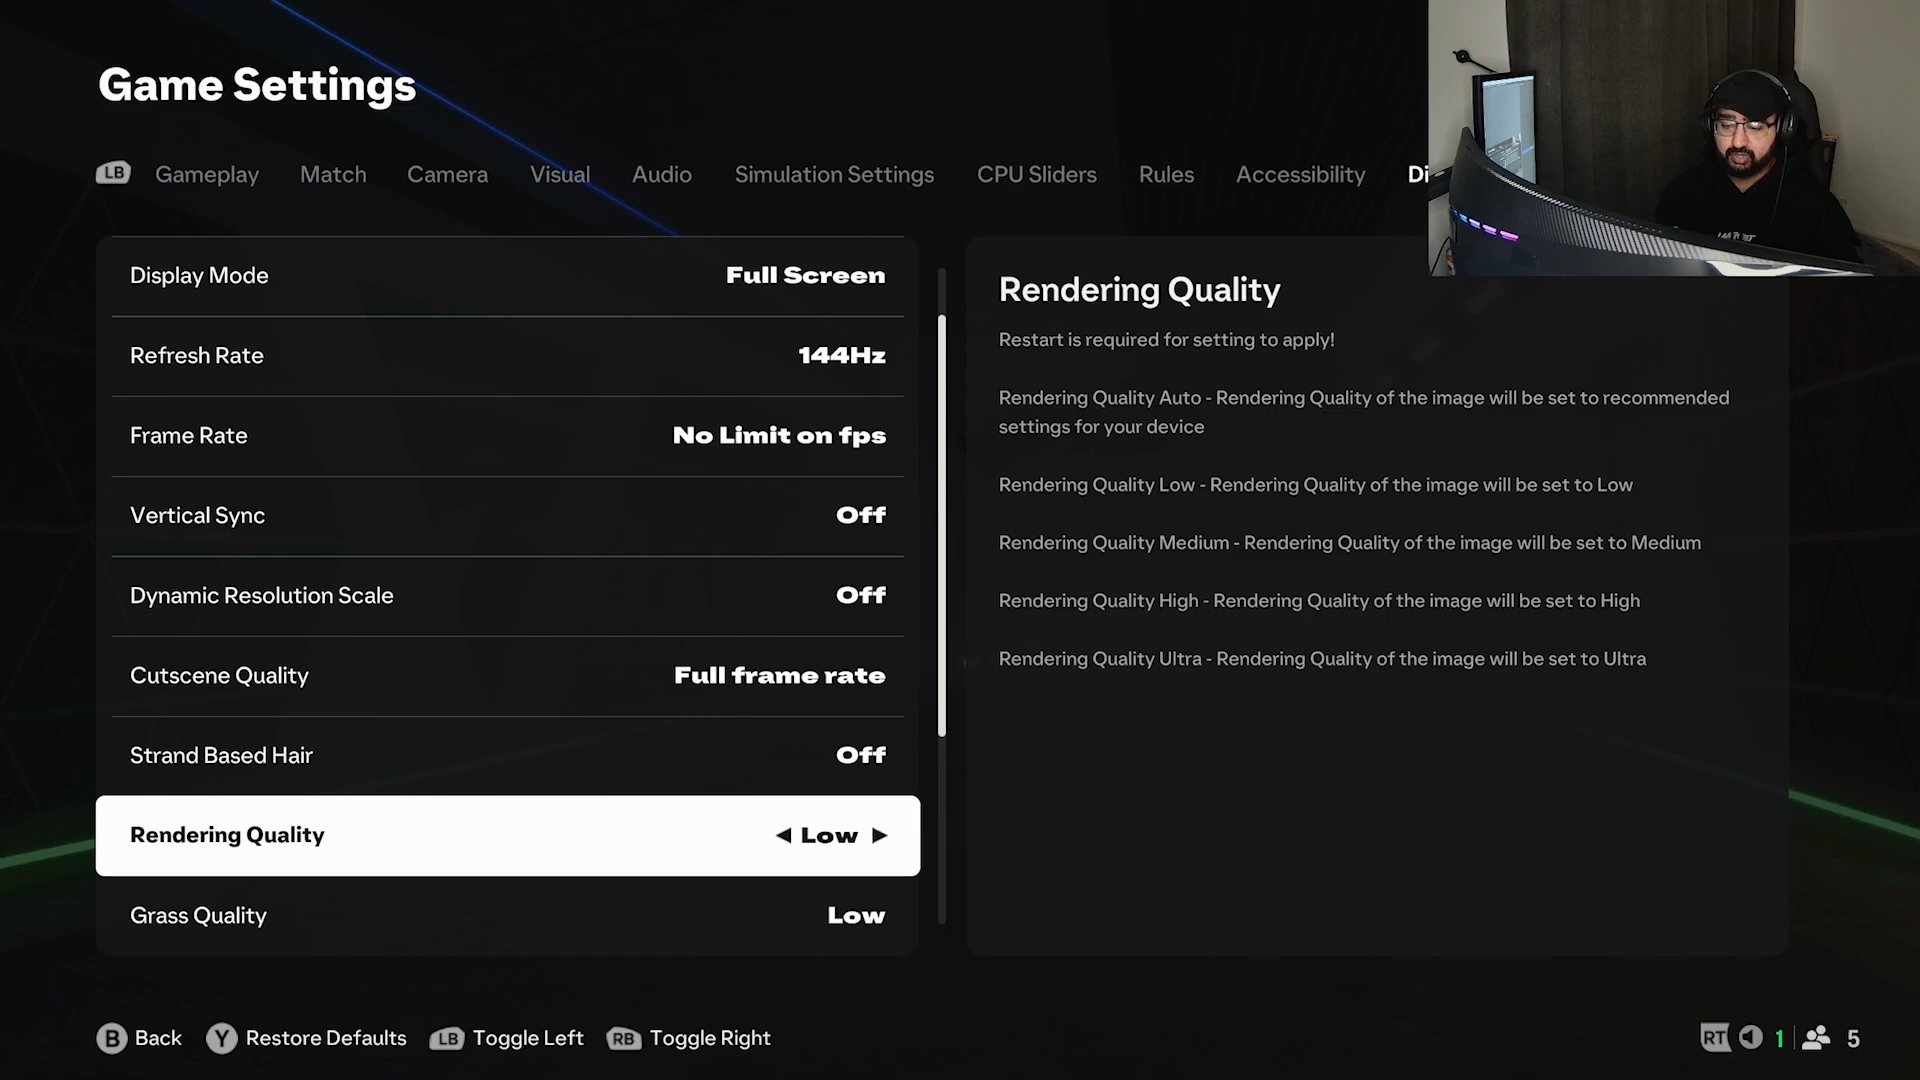 Game Settings
LB Gameplay Match Camera Visual Audio Simulation Settings CPU Sliders Rules Accessibility Di
Display Mode Full Screen
Refresh Rate 144Hz
Frame Rate No Limit on fps
Vertical Sync Off
Dynamic Resolution Scale Off
Cutscene Quality Full frame rate
Strand Based Hair Off
Rendering Quality Low
Grass Quality Low
Rendering Quality
Restart is required for setting to apply!
Rendering Quality Auto - Rendering Quality of the image will be set to recommended
settings for your device
Rendering Quality Low - Rendering Quality of the image will be set to Low
Rendering Quality Medium - Rendering Quality of the image will be set to Medium
Rendering Quality High - Rendering Quality of the image will be set to High
Rendering Quality Ultra - Rendering Quality of the image will be set to Ultra
B Back Y Restore Defaults LB Toggle Left RB Toggle Right
RT 1 5